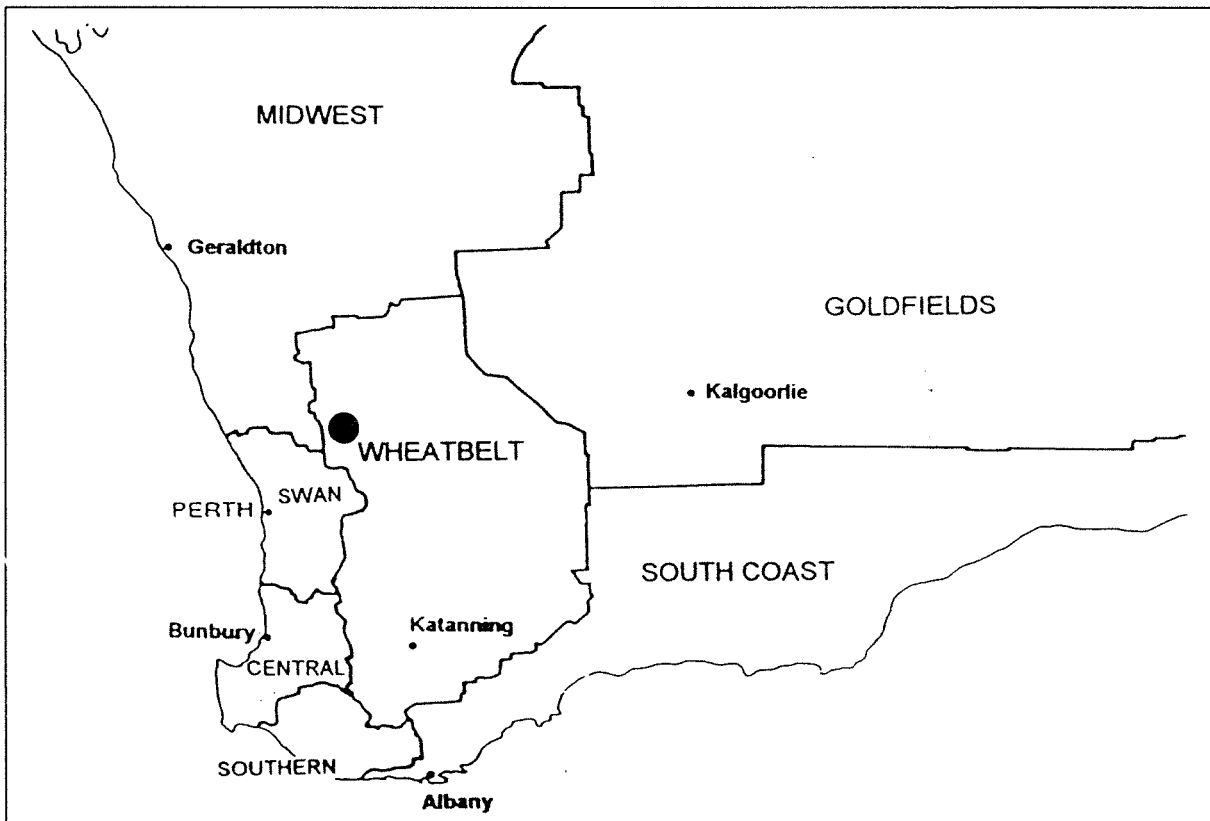 MIDWEST
Geraldton
GOLDFIELDS
Kalgoorlie
WHEATBELT
SWAN
PERTH
SOUTH COAST
Katanning
Bunbury
CENTRAL
SOUTHERN
Albany